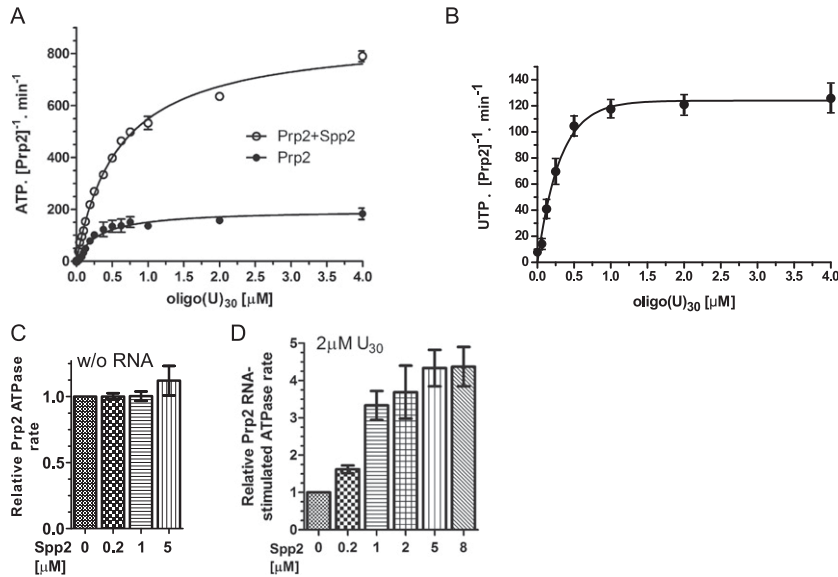 A
ATP. [Prp2]⁻¹. min⁻¹
800
600
400
200
0
Prp2+Spp2
Prp2
0.0 0.5 1.0 1.5 2.0 2.5 3.0 3.5 4.0
oligo(U)₃₀ [µM]
B
UTP. [Prp2]⁻¹. min⁻¹
140
120
100
80
60
40
20
0
0.0 0.5 1.0 1.5 2.0 2.5 3.0 3.5 4.0
oligo(U)₃₀ [µM]
C
w/o RNA
Relative Prp2 ATPase
rate
1.0
0.5
0.0
Spp2 0 0.2 1 5
[µM]
D
2µM U₃₀
Relative Prp2 RNA-
stimulated ATPase rate
5
4
3
2
1
0
Spp2 0 0.2 1 2 5 8
[µM]